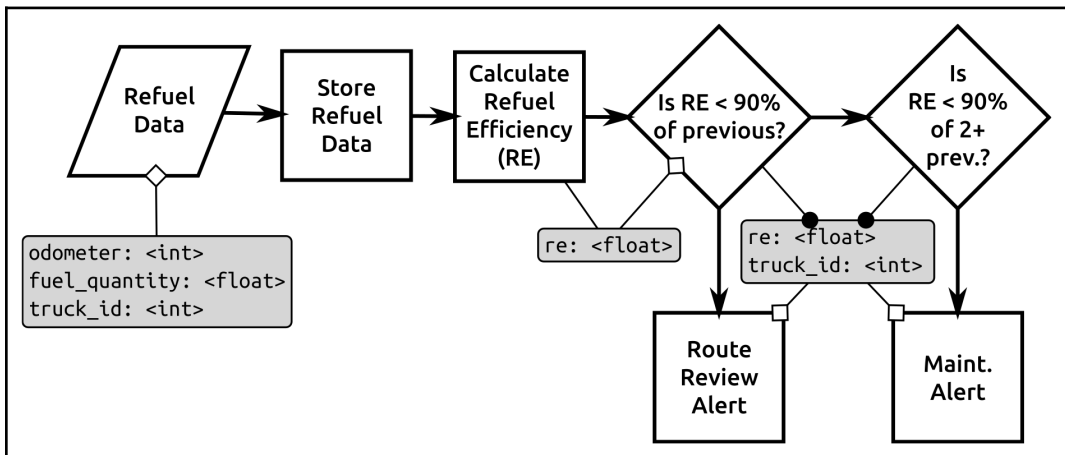 Refuel
Data
Store
Refuel
Data
Calculate
Refuel
Efficiency
(RE)
Is RE < 90%
of previous?
Is
RE < 90%
of 2+
prev.?
odometer: <int>
fuel_quantity: <float>
truck_id: <int>
re: <float>
re: <float>
truck_id: <int>
Route
Review
Alert
Maint.
Alert